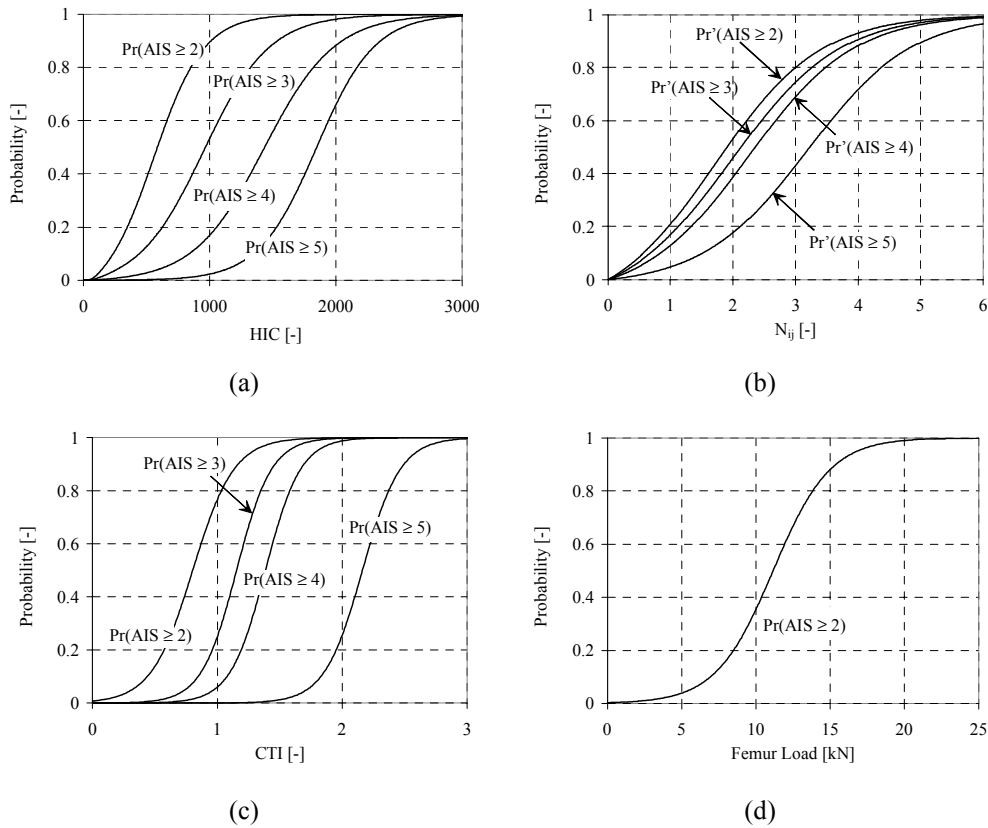 1
0.8
0.6
0.4
0.2
0
Probability [-]
Pr(AIS ≥ 2)
Pr(AIS ≥ 3)
Pr(AIS ≥ 4)
Pr(AIS ≥ 5)
0 1000 2000 3000
HIC [-]
(a)
1
0.8
0.6
0.4
0.2
0
Probability [-]
Pr’(AIS ≥ 2)
Pr’(AIS ≥ 3)
Pr’(AIS ≥ 4)
Pr’(AIS ≥ 5)
0 1 2 3 4 5 6
Nij [-]
(b)
1
0.8
0.6
0.4
0.2
0
Probability [-]
Pr(AIS ≥ 3)
Pr(AIS ≥ 5)
Pr(AIS ≥ 4)
Pr(AIS ≥ 2)
0 1 2 3
CTI [-]
(c)
1
0.8
0.6
0.4
0.2
0
Probability [-]
Pr(AIS ≥ 2)
0 5 10 15 20 25
Femur Load [kN]
(d)